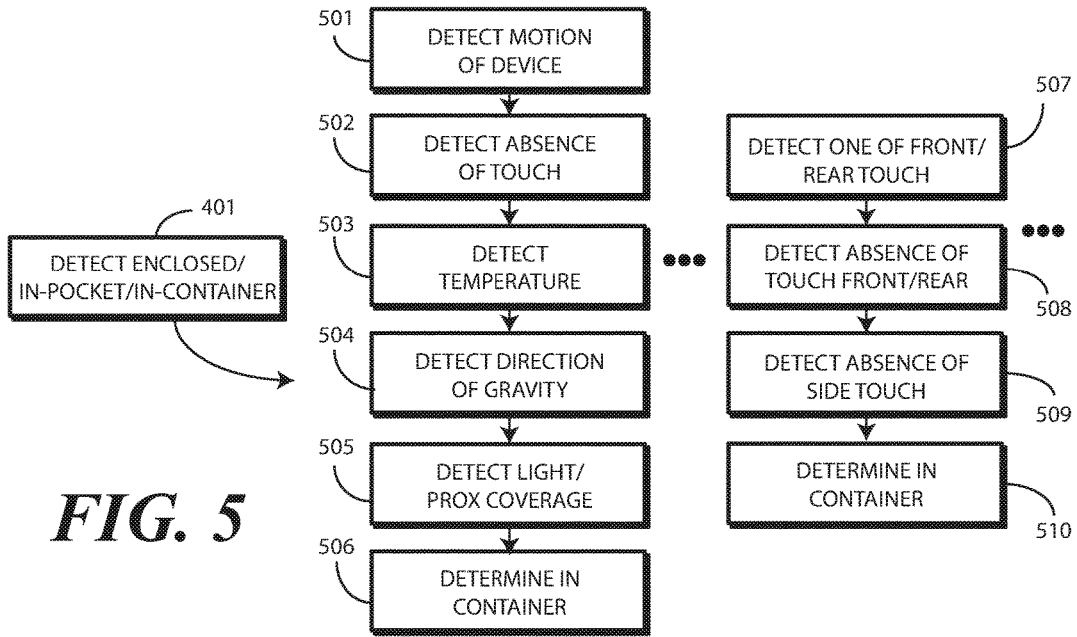 401
DETECT ENCLOSED/
IN-POCKET/IN-CONTAINER
501
DETECT MOTION
OF DEVICE
502
DETECT ABSENCE
OF TOUCH
503
DETECT
TEMPERATURE
504
DETECT DIRECTION
OF GRAVITY
505
DETECT LIGHT/
PROX COVERAGE
506
DETERMINE IN
CONTAINER
507
DETECT ONE OF FRONT/
REAR TOUCH
DETECT ABSENCE OF
TOUCH FRONT/REAR
508
DETECT ABSENCE OF
SIDE TOUCH
509
DETERMINE IN
CONTAINER
510
FIG. 5